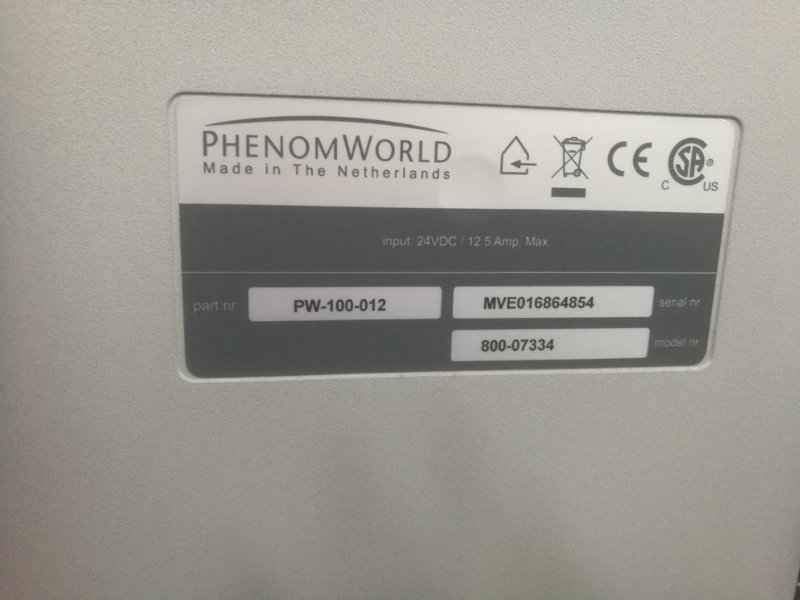 PHENOMWORLD
Made in The Netherlands
CE
C SA ® US
input: 24VDC / 12.5 Amp. Max.
part nr PW-100-012 MVE016864854 serial nr
800-07334 model nr